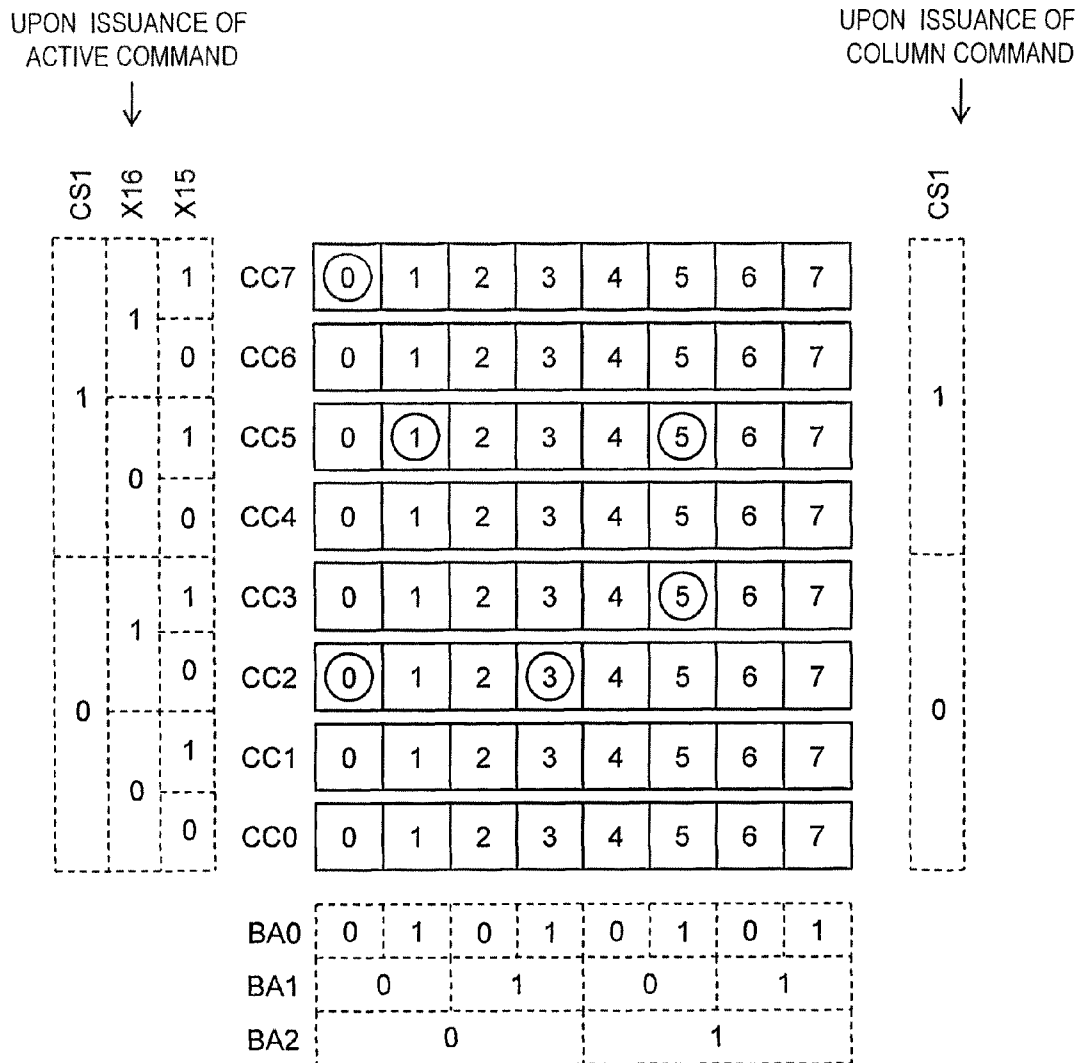 UPON ISSUANCE OF
ACTIVE COMMAND
UPON ISSUANCE OF
COLUMN COMMAND
CS1 X16 X15
CS1
1 CC7 0 1 2 3 4 5 6 7
1
0 CC6 0 1 2 3 4 5 6 7
1 1
1 CC5 0 1 2 3 4 5 6 7
0
0 CC4 0 1 2 3 4 5 6 7
1 CC3 0 1 2 3 4 5 6 7
1
0 CC2 0 1 2 3 4 5 6 7
0 0
1 CC1 0 1 2 3 4 5 6 7
0
0 CC0 0 1 2 3 4 5 6 7
BA0 0 1 0 1 0 1 0 1
BA1 0 1 0 1
BA2 0 1